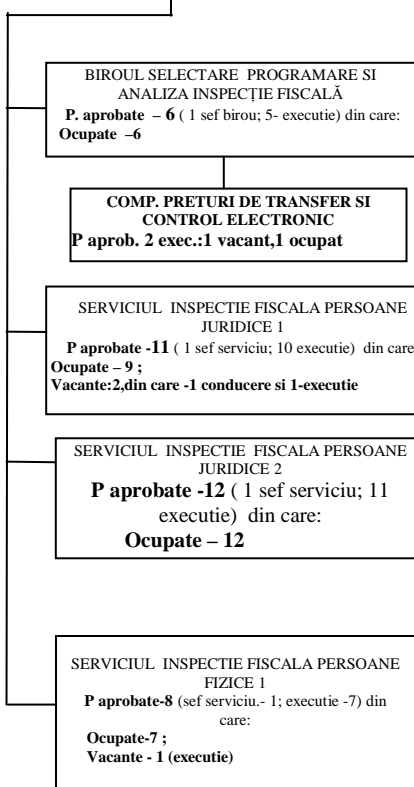 BIROUL SELECTARE PROGRAMARE SI
ANALIZA INSPECȚIE FISCALĂ
P. aprobate – 6 ( 1 sef birou; 5- executie) din care:
Ocupate –6
COMP. PRETURI DE TRANSFER SI
CONTROL ELECTRONIC
P aprob. 2 exec.:1 vacant,1 ocupat
SERVICIUL INSPECTIE FISCALA PERSOANE
JURIDICE 1
P aprobate -11 ( 1 sef serviciu; 10 executie) din care
Ocupate – 9 ;
Vacante:2,din care -1 conducere si 1-executie
SERVICIUL INSPECTIE FISCALA PERSOANE
JURIDICE 2
P aprobate -12 ( 1 sef serviciu; 11
executie) din care:
Ocupate – 12
SERVICIUL INSPECTIE FISCALA PERSOANE
FIZICE 1
P aprobate-8 (sef serviciu.- 1; executie -7) din
care:
Ocupate-7 ;
Vacante - 1 (executie)